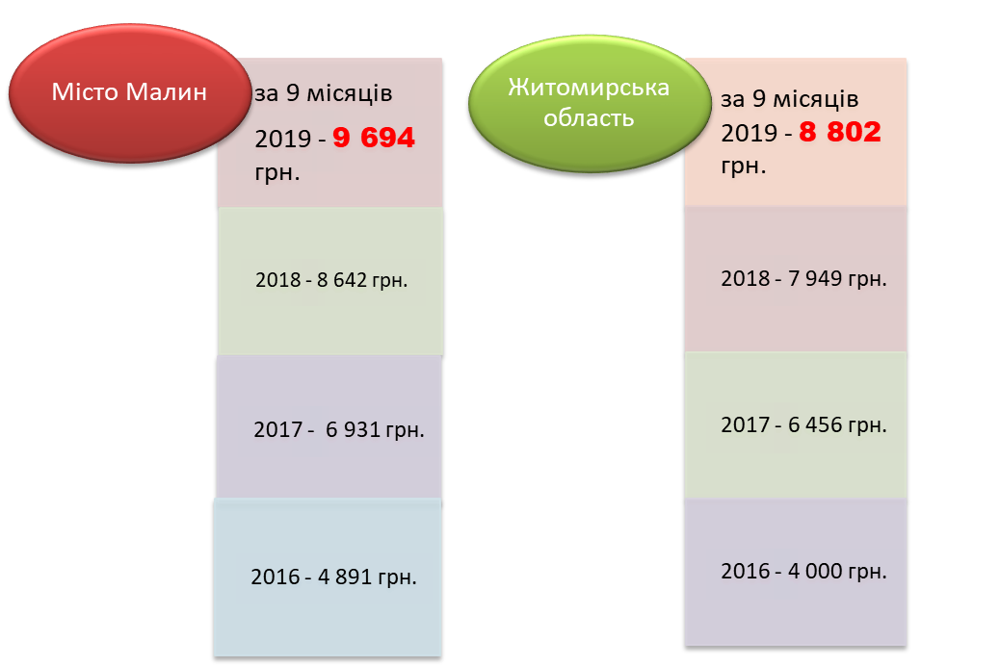 Місто Малин
за 9 місяців
2019 - 9 694
грн.
2018 - 8 642 грн.
2017 - 6 931 грн.
2016 - 4 891 грн.
Житомирська
область
за 9 місяців
2019 - 8 802
грн.
2018 - 7 949 грн.
2017 - 6 456 грн.
2016 - 4 000 грн.